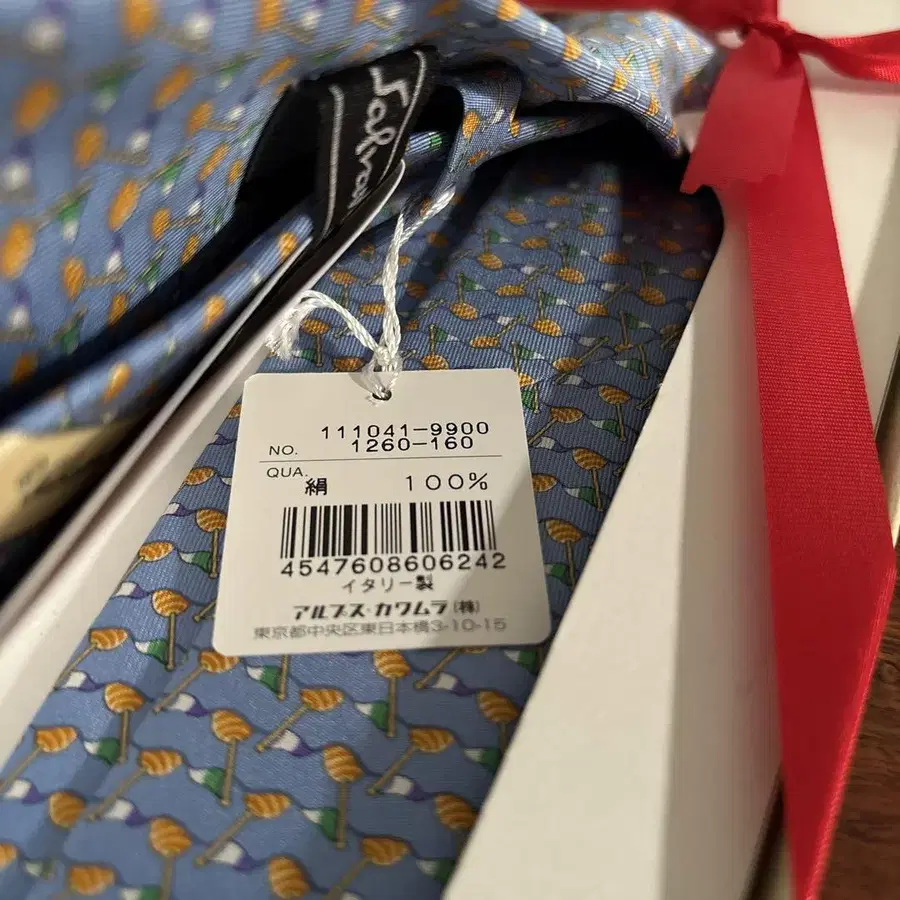 Salva
NO. 111041-9900
1260-160
QUA.
絹 100%
4547608606242
イタリー製
アルプス・カワムラ(株)
東京都中央区東日本橋3-10-15